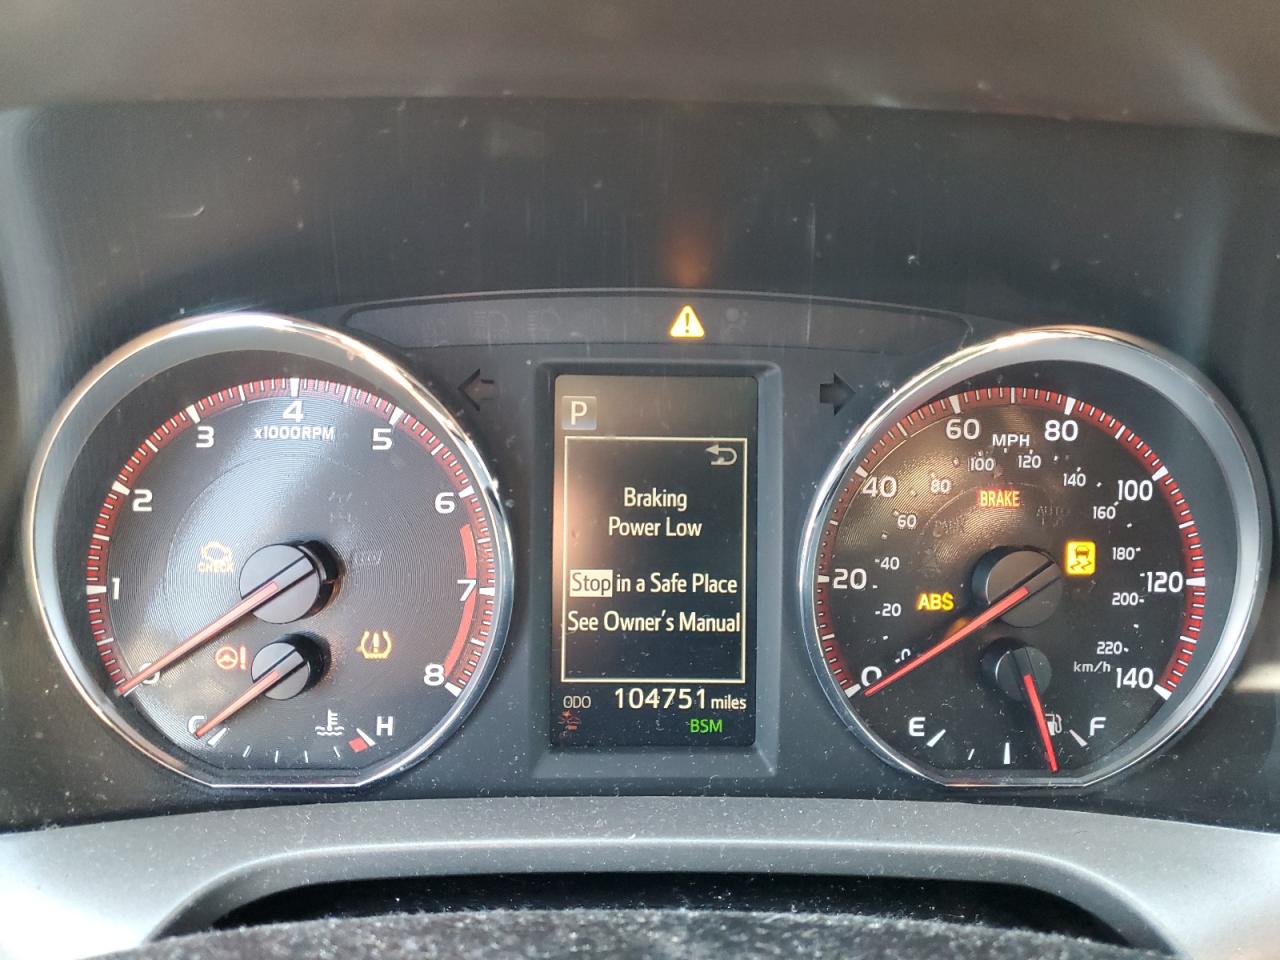 4
x1000RPM
3
5
2
6
1
7
0
8
CHECK
C
H
P
Braking
Power Low
Stop in a Safe Place
See Owner's Manual
ODO 104751 miles
BSM
60
MPH
80
100
120
80
140
40
BRAKE
100
60
160
40
180
20
120
ABS
20
200
0
0
220
km/h
140
E
F